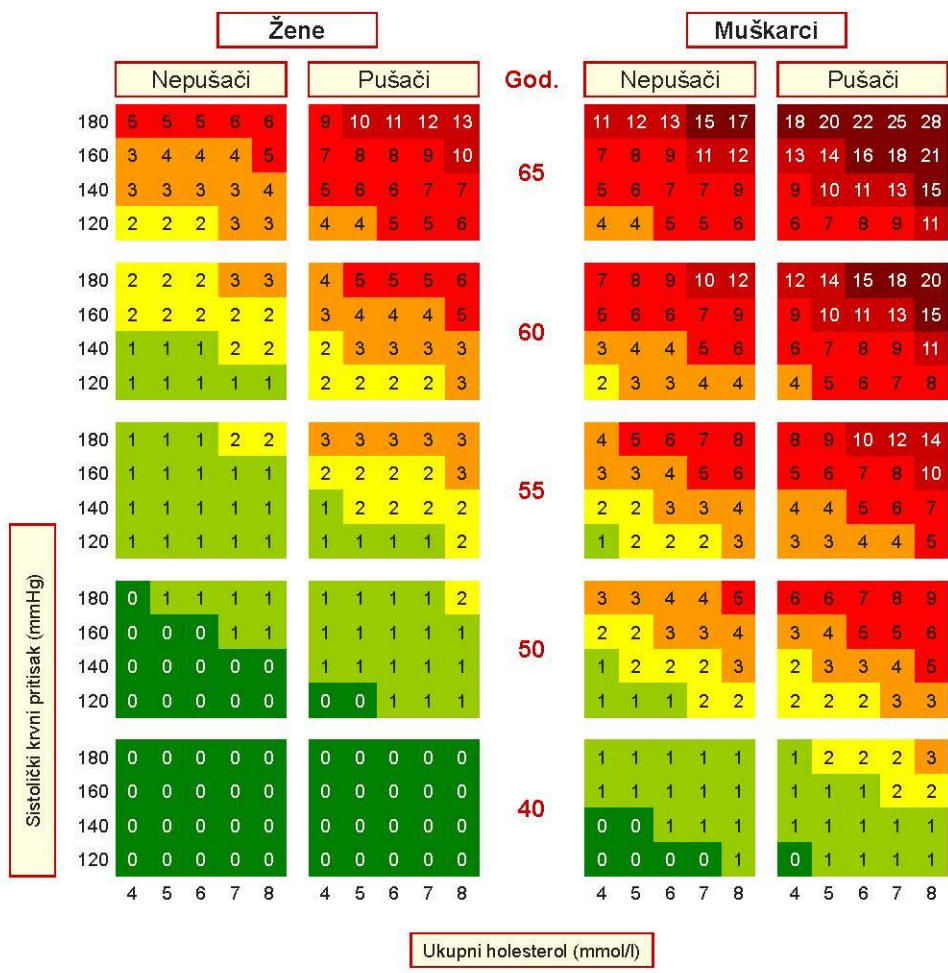 Žene Muškarci
Nepušači Pušači God. Nepušači Pušači
180 5 5 5 6 6 9 10 11 12 13 11 12 13 15 17 18 20 22 25 28
160 3 4 4 4 5 7 8 8 9 10 7 8 9 11 12 13 14 16 18 21
65
140 3 3 3 3 4 5 6 6 7 7 5 6 7 7 9 9 10 11 13 15
120 2 2 2 3 3 4 4 5 5 6 4 4 5 5 6 6 7 8 9 11
180 2 2 2 3 3 4 5 5 5 6 7 8 9 10 12 12 14 15 18 20
160 2 2 2 2 2 3 4 4 4 5 5 6 6 7 9 9 10 11 13 15
60
140 1 1 1 2 2 2 3 3 3 3 3 4 4 5 6 6 7 8 9 11
120 1 1 1 1 1 2 2 2 2 3 2 3 3 4 4 4 5 6 7 8
180 1 1 1 2 2 3 3 3 3 3 4 5 6 7 8 8 9 10 12 14
160 1 1 1 1 1 2 2 2 2 3 3 3 4 5 6 5 6 7 8 10
55
140 1 1 1 1 1 1 2 2 2 2 2 2 3 3 4 4 4 5 6 7
120 1 1 1 1 1 1 1 1 1 2 1 2 2 2 3 3 3 4 4 5
180 0 1 1 1 1 1 1 1 1 2 3 3 4 4 5 6 6 7 8 9
160 0 0 0 1 1 1 1 1 1 1 2 2 3 3 4 3 4 5 5 6
50
140 0 0 0 0 0 1 1 1 1 1 1 2 2 2 3 2 3 3 4 5
120 0 0 0 0 0 0 0 1 1 1 1 1 1 2 2 2 2 2 3 3
180 0 0 0 0 0 0 0 0 0 0 1 1 1 1 1 1 2 2 2 3
160 0 0 0 0 0 0 0 0 0 0 1 1 1 1 1 1 1 1 2 2
40
140 0 0 0 0 0 0 0 0 0 0 0 0 1 1 1 1 1 1 1 1
120 0 0 0 0 0 0 0 0 0 0 0 0 0 0 1 0 1 1 1 1
4 5 6 7 8 4 5 6 7 8 4 5 6 7 8 4 5 6 7 8
Sistolički krvni pritisak (mmHg)
Ukupni holesterol (mmol/l)